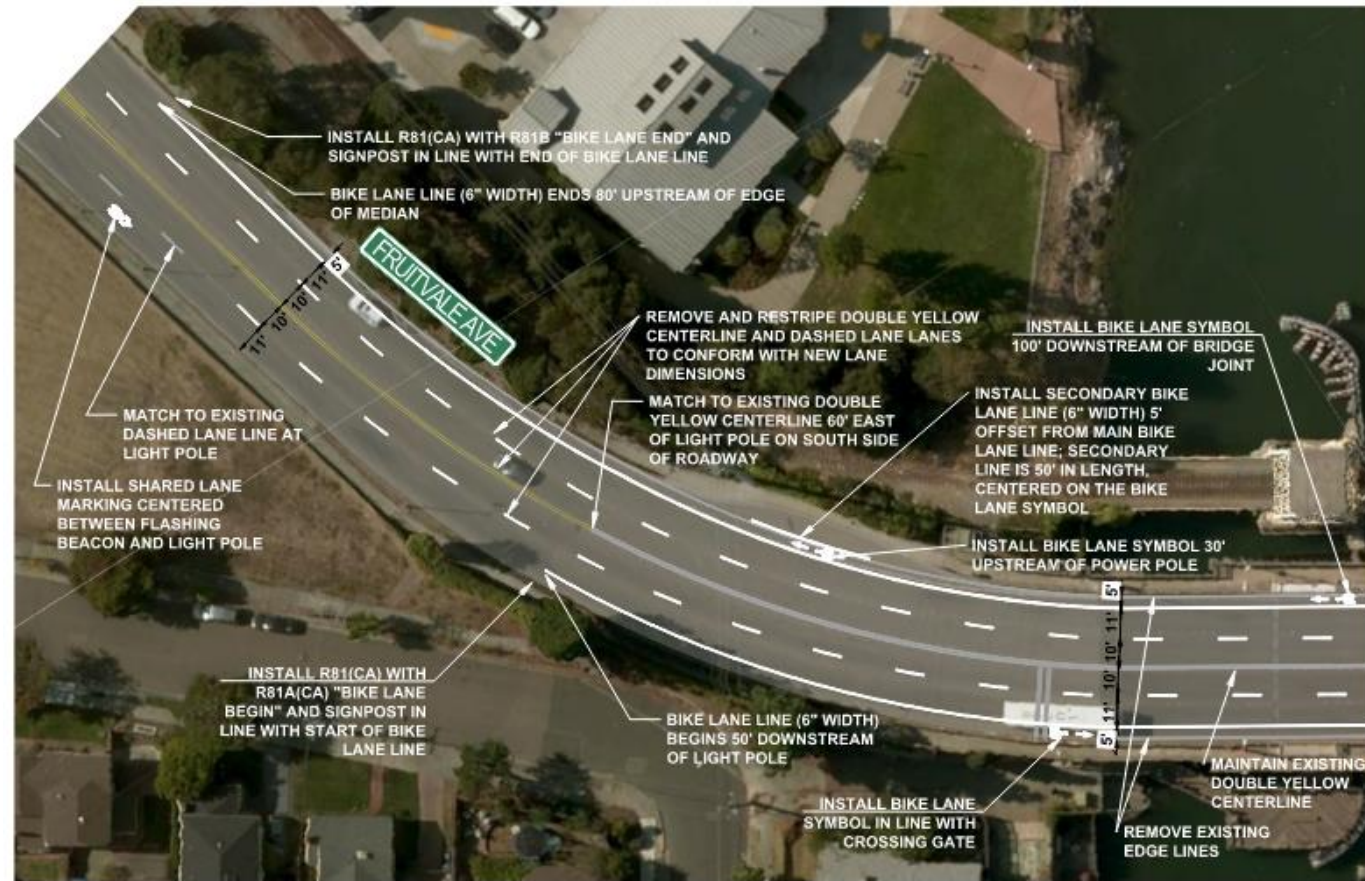 INSTALL R81(CA) WITH R81B "BIKE LANE END" AND
SIGNPOST IN LINE WITH END OF BIKE LANE LINE
BIKE LANE LINE (6" WIDTH) ENDS 80' UPSTREAM OF EDGE
OF MEDIAN
FRUITVALE AVE
5'
11'
10'
10'
11'
REMOVE AND RESTRIPE DOUBLE YELLOW
CENTERLINE AND DASHED LANE LANES
TO CONFORM WITH NEW LANE
DIMENSIONS
INSTALL BIKE LANE SYMBOL
100' DOWNSTREAM OF BRIDGE
JOINT
MATCH TO EXISTING DOUBLE
YELLOW CENTERLINE 60' EAST
OF LIGHT POLE ON SOUTH SIDE
OF ROADWAY
INSTALL SECONDARY BIKE
LANE LINE (6" WIDTH) 5'
OFFSET FROM MAIN BIKE
LANE LINE; SECONDARY
LINE IS 50' IN LENGTH,
CENTERED ON THE BIKE
LANE SYMBOL
MATCH TO EXISTING
DASHED LANE LINE AT
LIGHT POLE
INSTALL SHARED LANE
MARKING CENTERED
BETWEEN FLASHING
BEACON AND LIGHT POLE
INSTALL BIKE LANE SYMBOL 30'
UPSTREAM OF POWER POLE
5'
11'
10'
10'
11'
5'
INSTALL R81(CA) WITH
R81A(CA) "BIKE LANE
BEGIN" AND SIGNPOST IN
LINE WITH START OF BIKE
LANE LINE
BIKE LANE LINE (6" WIDTH)
BEGINS 50' DOWNSTREAM
OF LIGHT POLE
MAINTAIN EXISTING
DOUBLE YELLOW
CENTERLINE
INSTALL BIKE LANE
SYMBOL IN LINE WITH
CROSSING GATE
REMOVE EXISTING
EDGE LINES